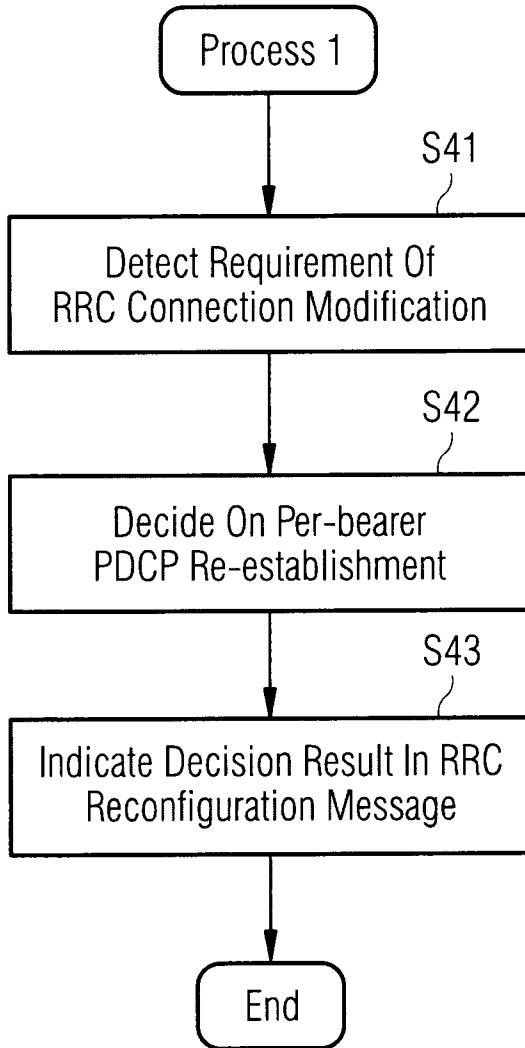 Process 1
S41
Detect Requirement Of
RRC Connection Modification
S42
Decide On Per-bearer
PDCP Re-establishment
S43
Indicate Decision Result In RRC
Reconfiguration Message
End